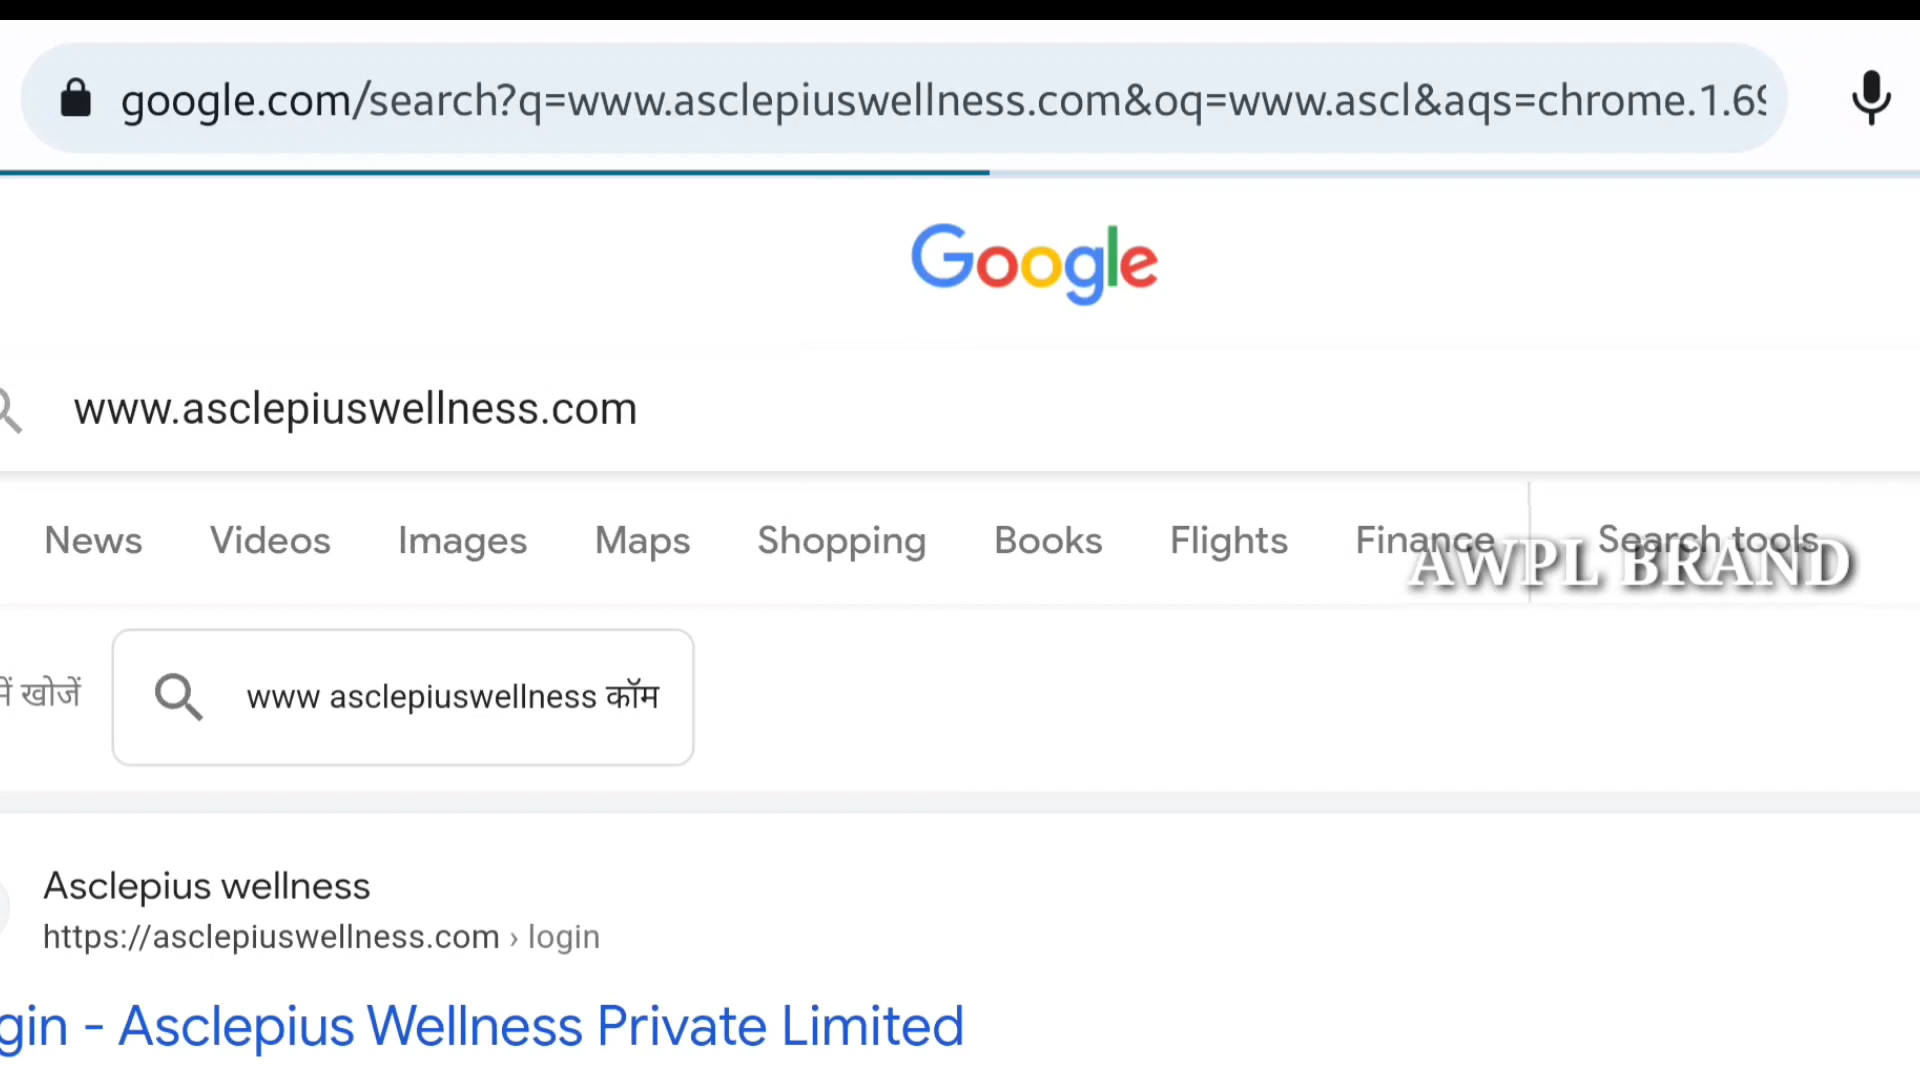 google.com/search?q=www.asclepiuswellness.com&oq=www.ascl&aqs=chrome.1.69
Google
www.asclepiuswellness.com
News Videos Images Maps Shopping Books Flights Finance Search tools
AWPL BRAND
में खोजें www asclepiuswellness कॉम
Asclepius wellness
https://asclepiuswellness.com › login
gin - Asclepius Wellness Private Limited